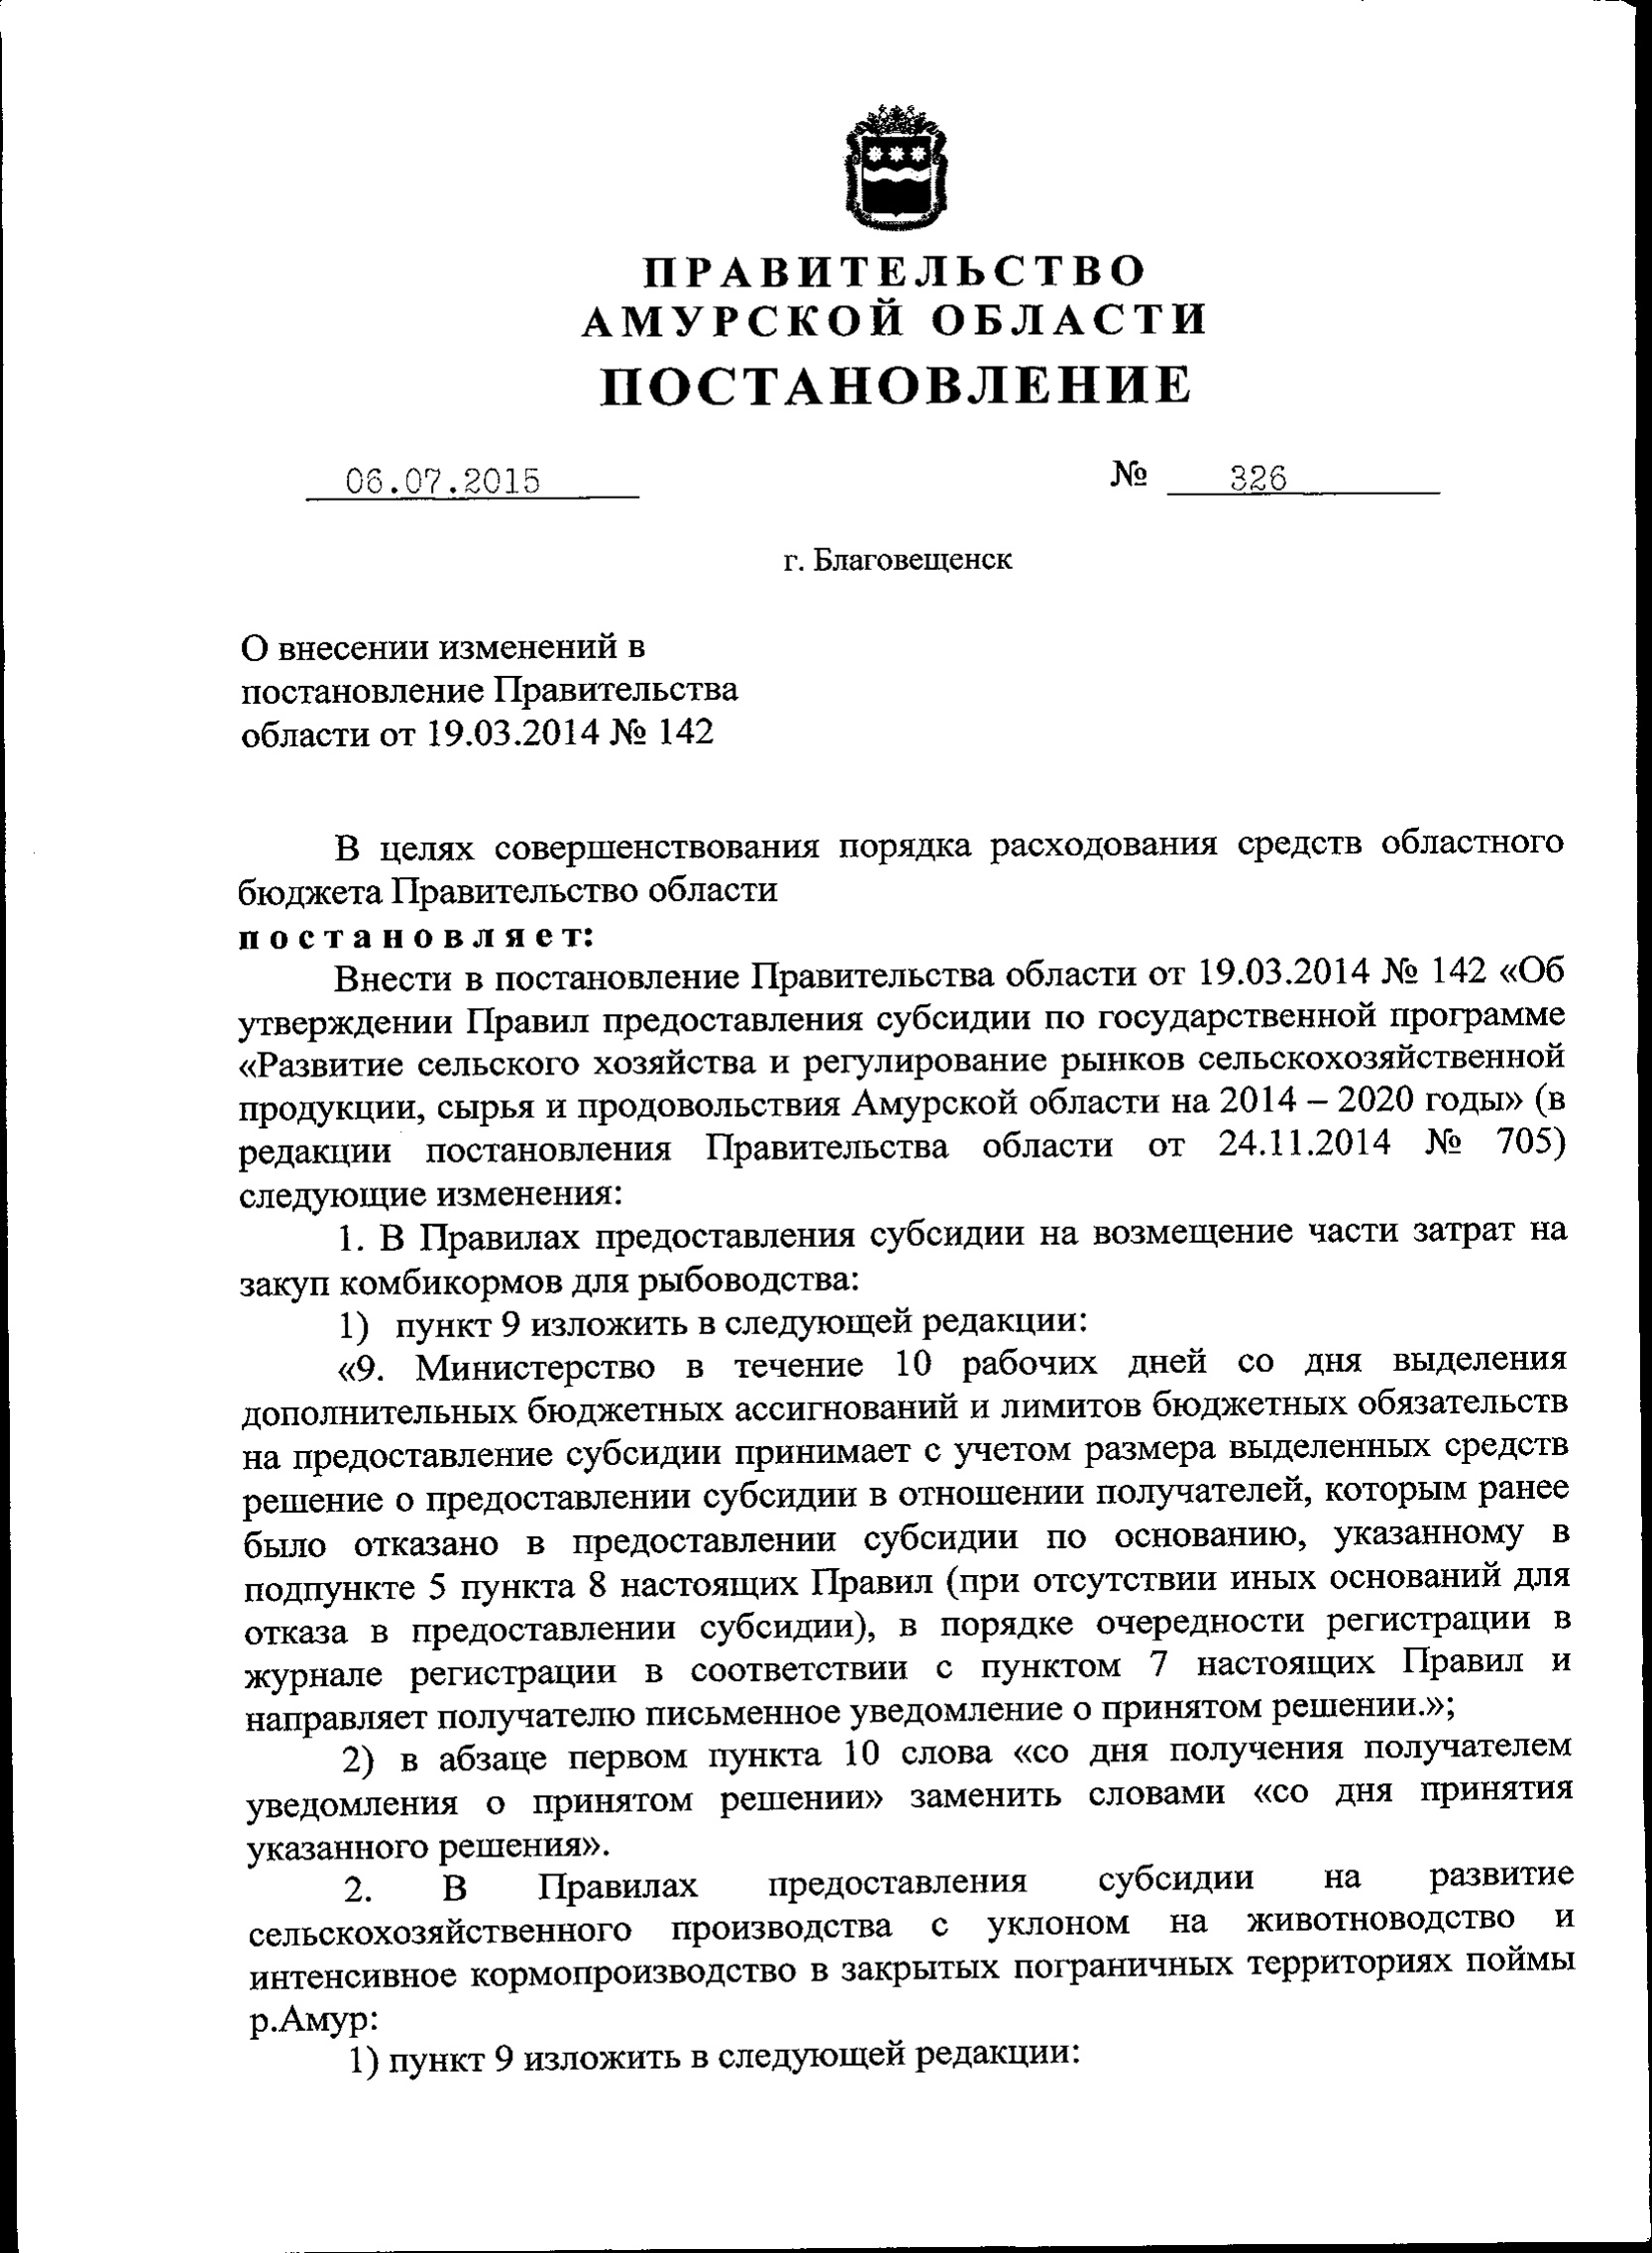 ПРАВИТЕЛЬСТВО
АМУРСКОЙ ОБЛАСТИ
ПОСТАНОВЛЕНИЕ
06.07.2015 № 326
г. Благовещенск
О внесении изменений в
постановление Правительства
области от 19.03.2014 № 142
В целях совершенствования порядка расходования средств областного
бюджета Правительство области
п о с т а н о в л я е т:
Внести в постановление Правительства области от 19.03.2014 № 142 «Об
утверждении Правил предоставления субсидии по государственной программе
«Развитие сельского хозяйства и регулирование рынков сельскохозяйственной
продукции, сырья и продовольствия Амурской области на 2014 – 2020 годы» (в
редакции постановления Правительства области от 24.11.2014 № 705)
следующие изменения:
1. В Правилах предоставления субсидии на возмещение части затрат на
закуп комбикормов для рыбоводства:
1) пункт 9 изложить в следующей редакции:
«9. Министерство в течение 10 рабочих дней со дня выделения
дополнительных бюджетных ассигнований и лимитов бюджетных обязательств
на предоставление субсидии принимает с учетом размера выделенных средств
решение о предоставлении субсидии в отношении получателей, которым ранее
было отказано в предоставлении субсидии по основанию, указанному в
подпункте 5 пункта 8 настоящих Правил (при отсутствии иных оснований для
отказа в предоставлении субсидии), в порядке очередности регистрации в
журнале регистрации в соответствии с пунктом 7 настоящих Правил и
направляет получателю письменное уведомление о принятом решении.»;
2) в абзаце первом пункта 10 слова «со дня получения получателем
уведомления о принятом решении» заменить словами «со дня принятия
указанного решения».
2. В Правилах предоставления субсидии на развитие
сельскохозяйственного производства с уклоном на животноводство и
интенсивное кормопроизводство в закрытых пограничных территориях поймы
р.Амур:
1) пункт 9 изложить в следующей редакции: